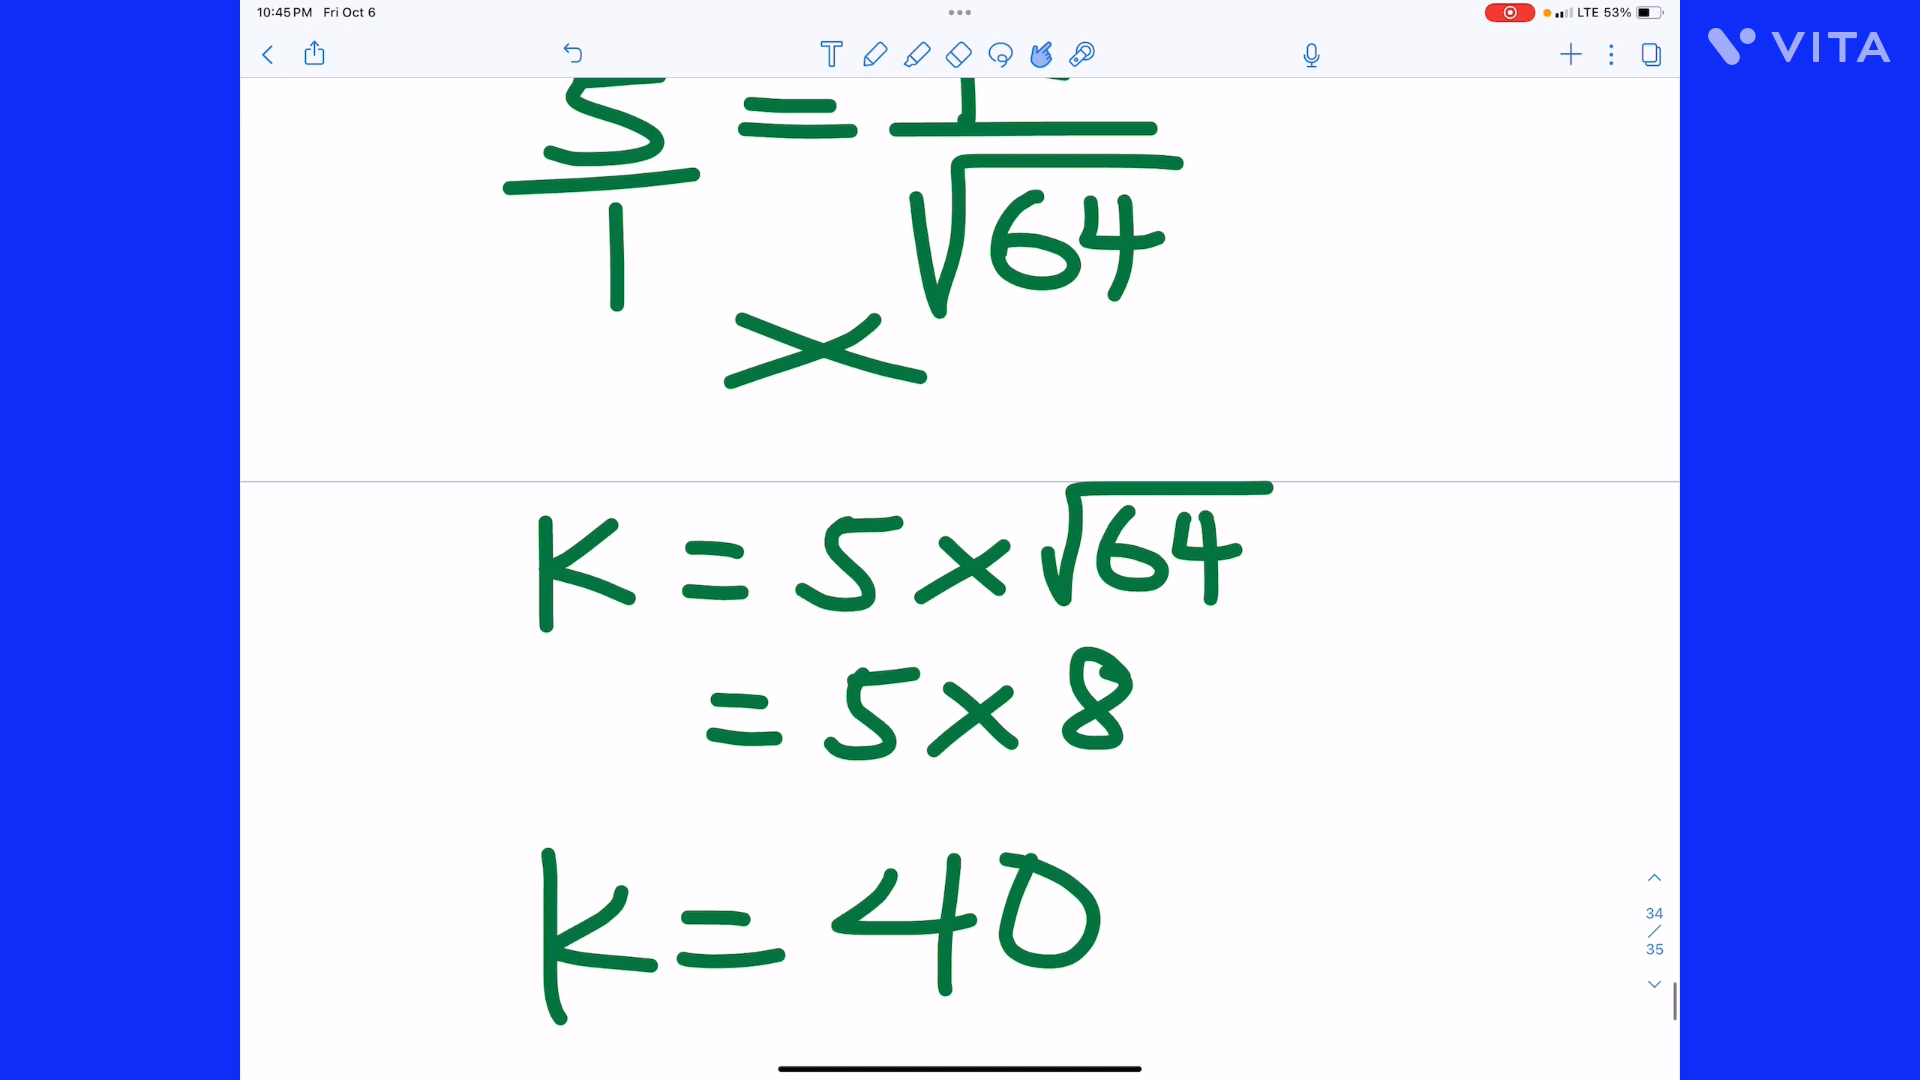 10:45 PM Fri Oct 6
LTE 53%
VITA
5/1 = /√64
×
K = 5 × √64
= 5 × 8
K = 40
34
/
35